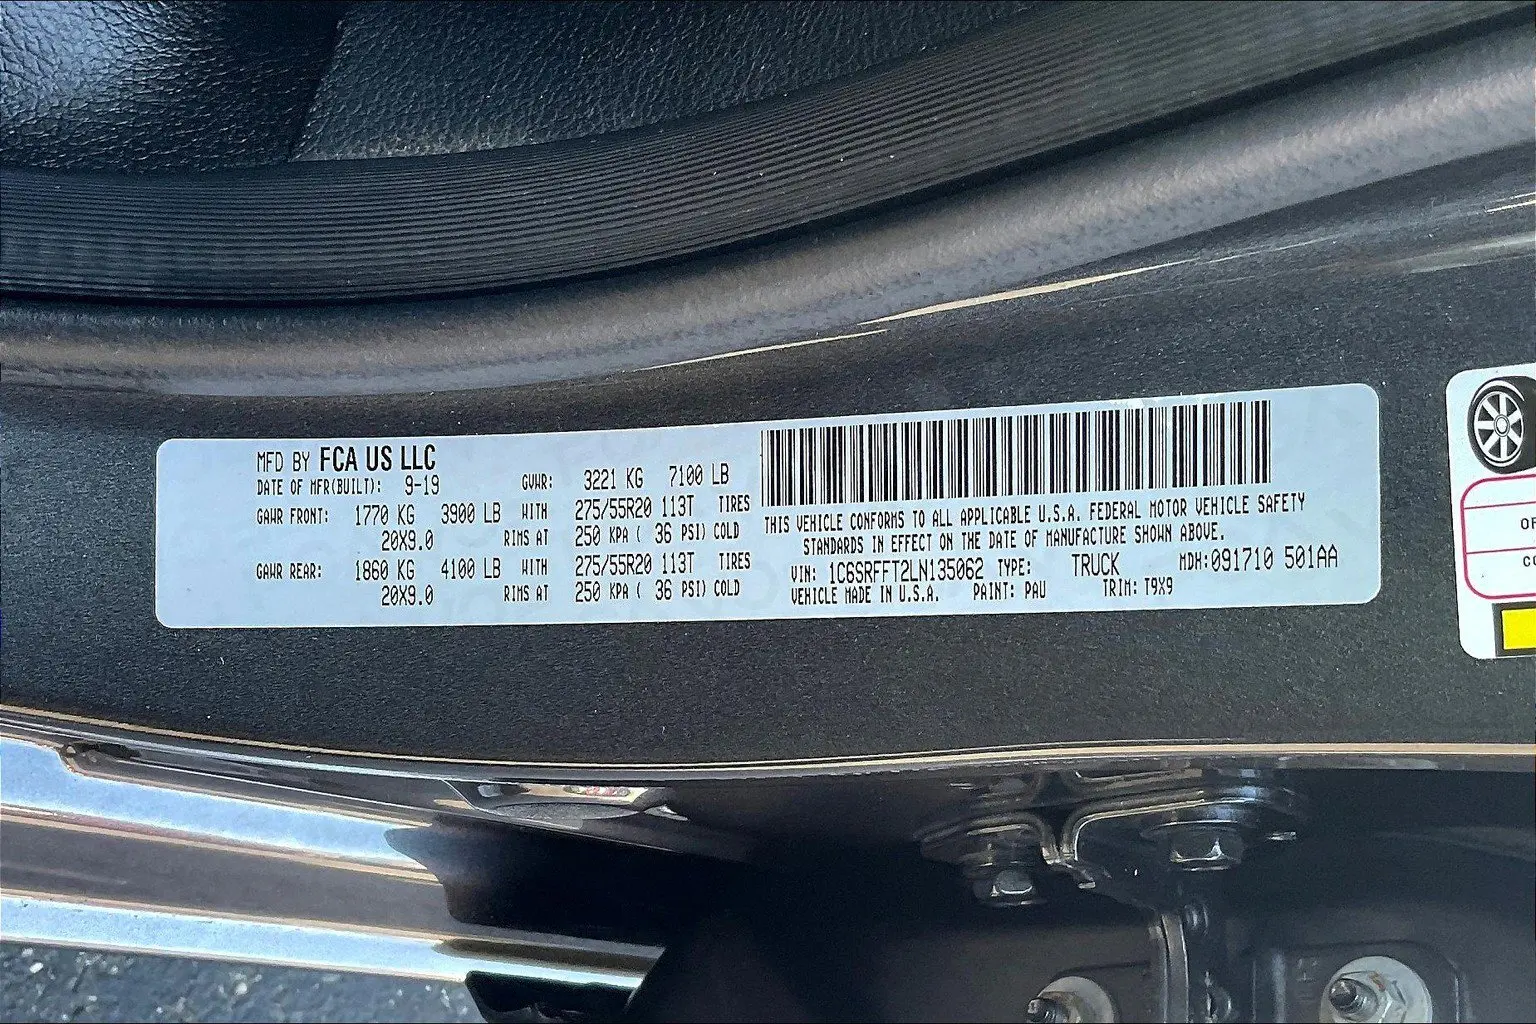 MFD BY FCA US LLC
DATE OF MFR(BUILT): 9-19 GVWR: 3221 KG 7100 LB
GAWR FRONT: 1770 KG 3900 LB WITH 275/55R20 113T TIRES
20X9.0 RIMS AT 250 KPA ( 36 PSI) COLD
GAWR REAR: 1860 KG 4100 LB WITH 275/55R20 113T TIRES
20X9.0 RIMS AT 250 KPA ( 36 PSI) COLD
THIS VEHICLE CONFORMS TO ALL APPLICABLE U.S.A. FEDERAL MOTOR VEHICLE SAFETY
STANDARDS IN EFFECT ON THE DATE OF MANUFACTURE SHOWN ABOVE.
VIN: 1C6SRFFT2LN135062 TYPE: TRUCK MDH:091710 501AA
VEHICLE MADE IN U.S.A. PAINT: PAU TRIM: T9X9